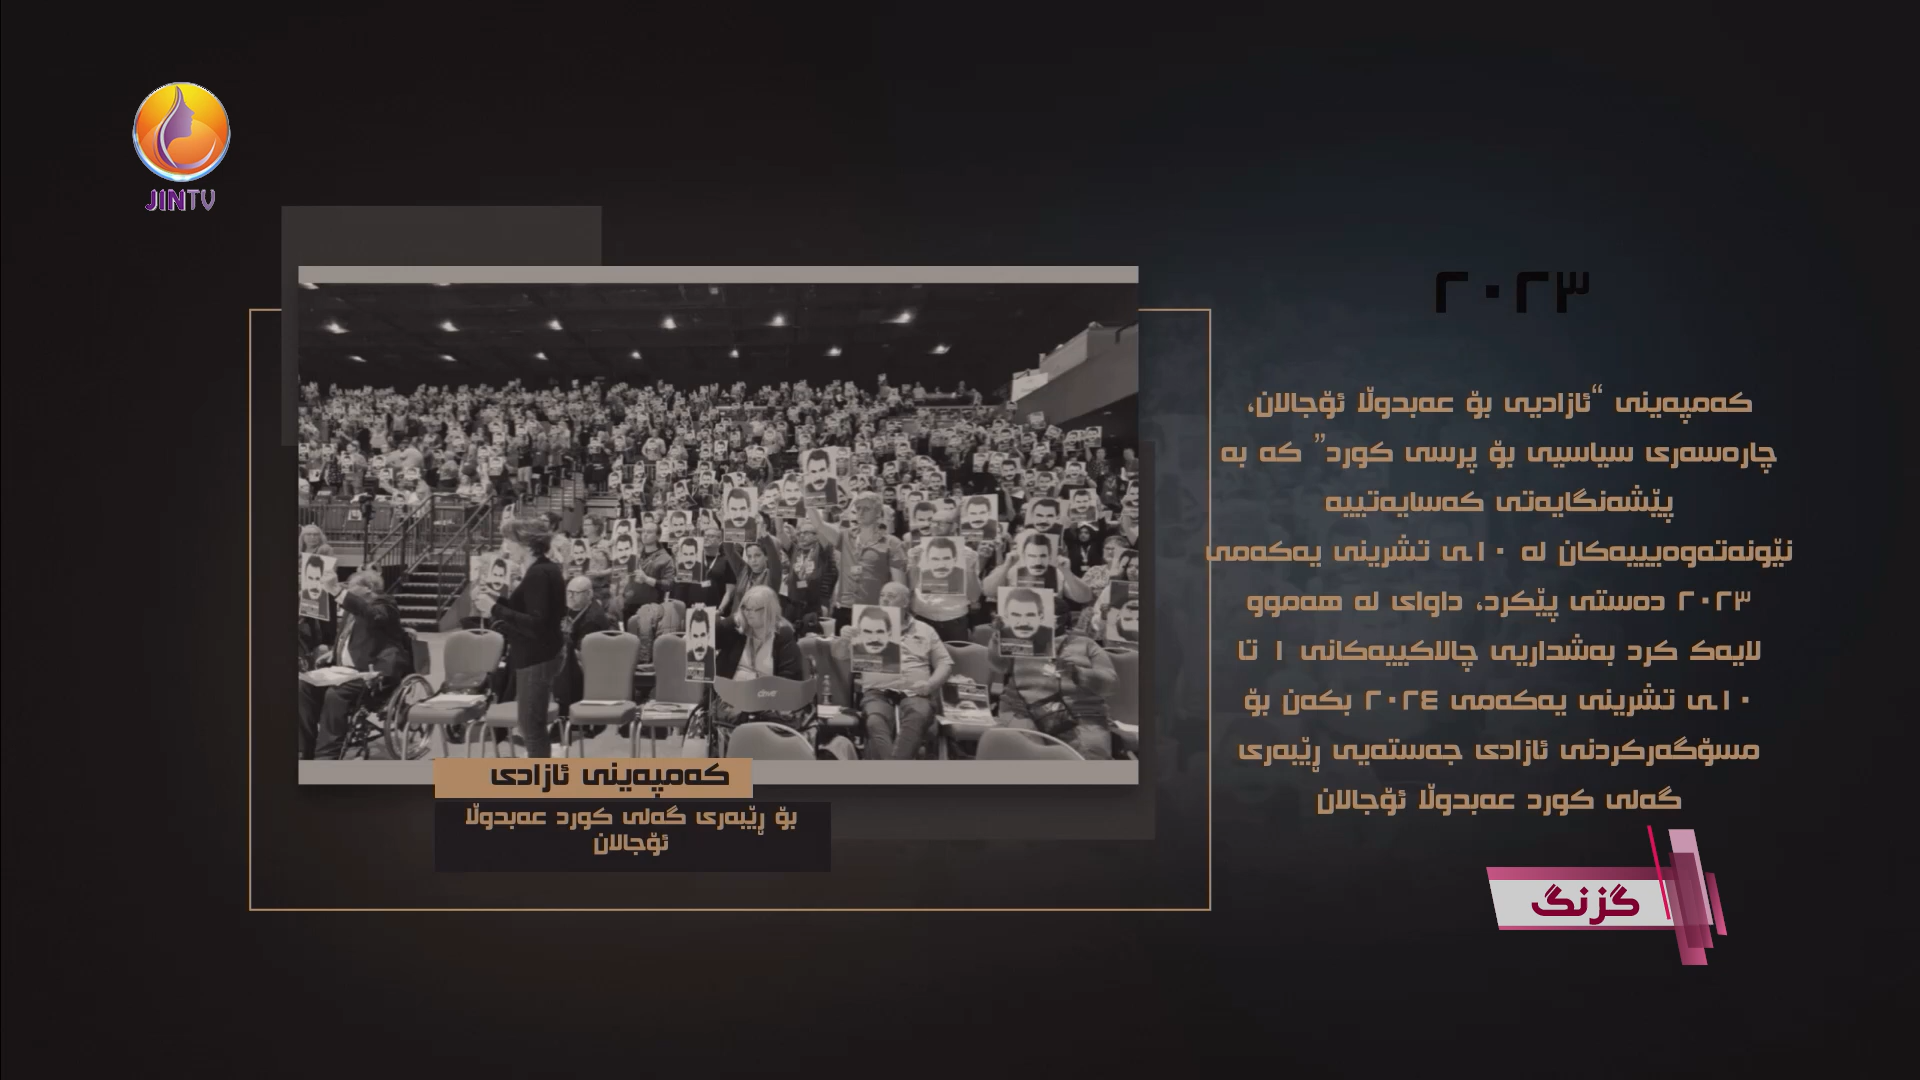 JINTV
٢٠٢٣
کەمپەینی “ئازادیی بۆ عەبدوڵا ئۆجالان،
چارەسەری سیاسیی بۆ پرسی کورد” کە بە
پێشەنگایەتی کەسایەتییە
نێونەتەوەیییەکان لە ١٠ی تشرینی یەکەمی
٢٠٢٣ دەستی پێکرد، داوای لە هەموو
لایەک کرد بەشداریی چالاکییەکانی ١ تا
١٠ی تشرینی یەکەمی ٢٠٢٤ بکەن بۆ
مسۆگەرکردنی ئازادی جەستەیی ڕێبەری
گەلی کورد عەبدوڵا ئۆجالان
کەمپەینی ئازادی
بۆ ڕێبەری گەلی کورد عەبدوڵا
ئۆجالان
گزنگ